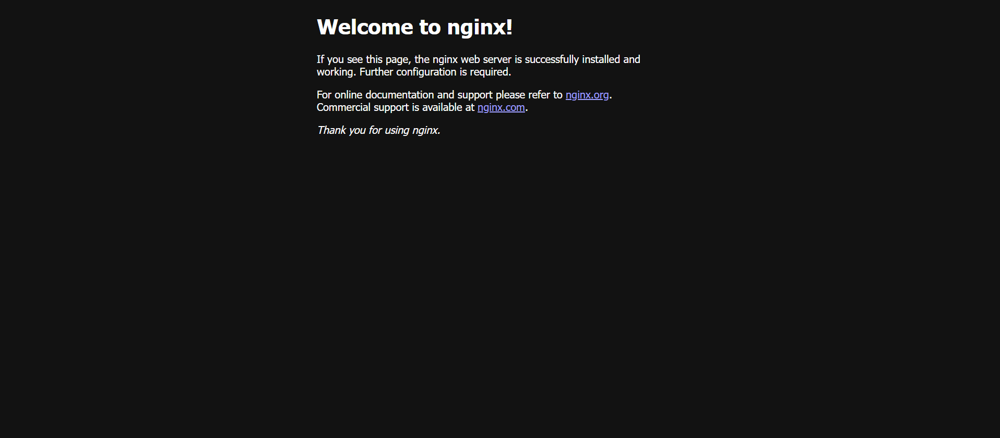 Welcome to nginx!
If you see this page, the nginx web server is successfully installed and
working. Further configuration is required.
For online documentation and support please refer to nginx.org.
Commercial support is available at nginx.com.
Thank you for using nginx.